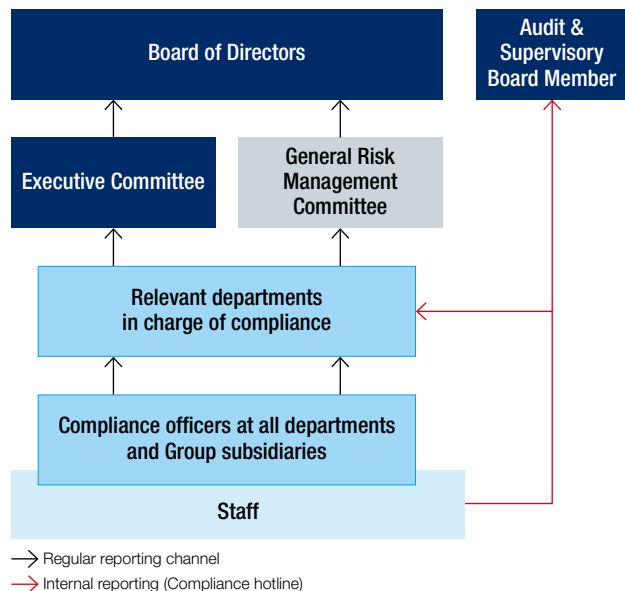 Board of Directors
Audit &
Supervisory
Board Member
Executive Committee
General Risk
Management
Committee
Relevant departments
in charge of compliance
Compliance officers at all departments
and Group subsidiaries
Staff
Regular reporting channel
Internal reporting (Compliance hotline)